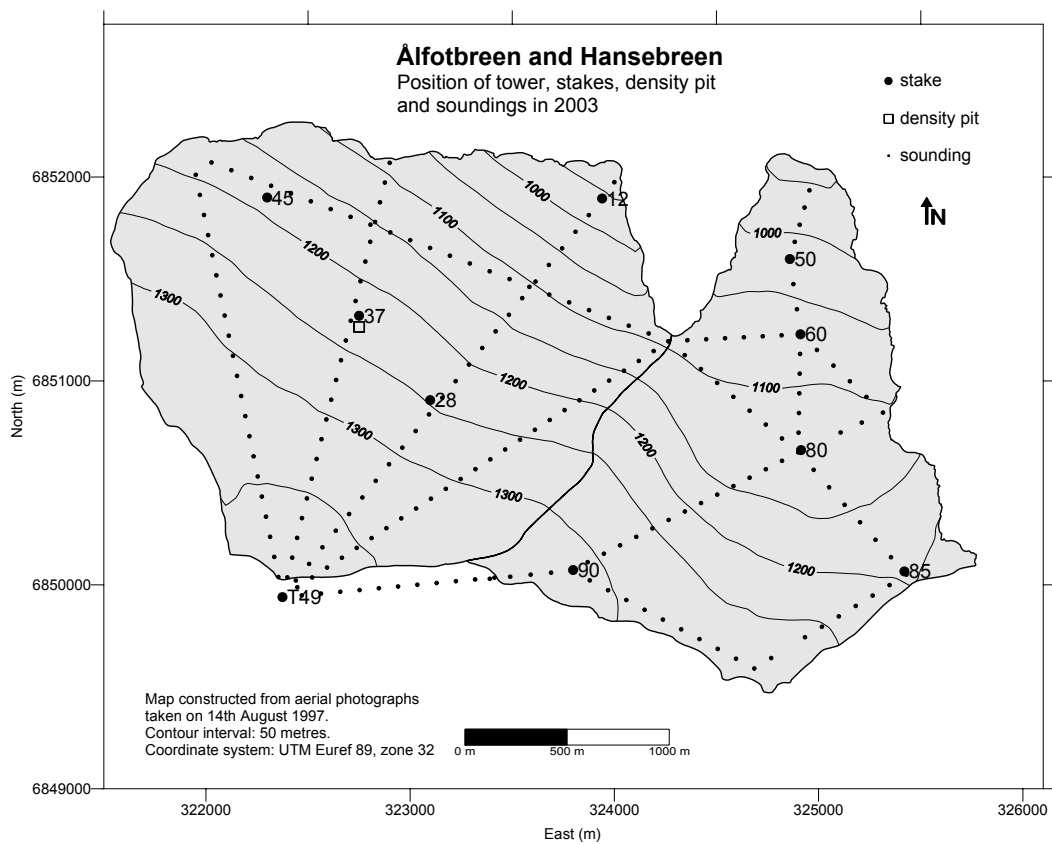 Ålfotbreen and Hansebreen
Position of tower, stakes, density pit
and soundings in 2003
stake
density pit
sounding
N
6852000
6851000
6850000
6849000
North (m)
45
12
50
37
60
28
80
90
85
T49
1000
1100
1200
1300
1000
1100
1200
1300
1200
1300
1200
Map constructed from aerial photographs
taken on 14th August 1997.
Contour interval: 50 metres.
Coordinate system: UTM Euref 89, zone 32
0 m 500 m 1000 m
322000 323000 324000 325000 326000
East (m)